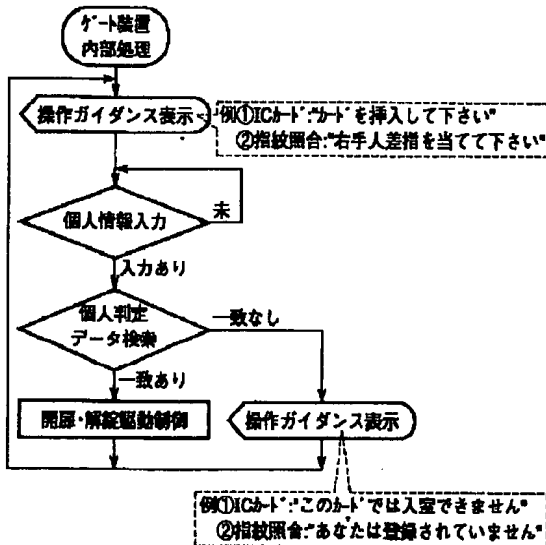 ｹﾞｰﾄ装置
内部処理
操作ガイダンス表示
例①ICｶｰﾄﾞ:"ｶｰﾄﾞを挿入して下さい"
②指紋照合:"右手人差指を当てて下さい"
個人情報入力
未
入力あり
個人判定
データ検索
一致なし
一致あり
開扉・解錠駆動制御
操作ガイダンス表示
例①ICｶｰﾄﾞ:"このｶｰﾄﾞでは入室できません"
②指紋照合:"あなたは登録されていません"